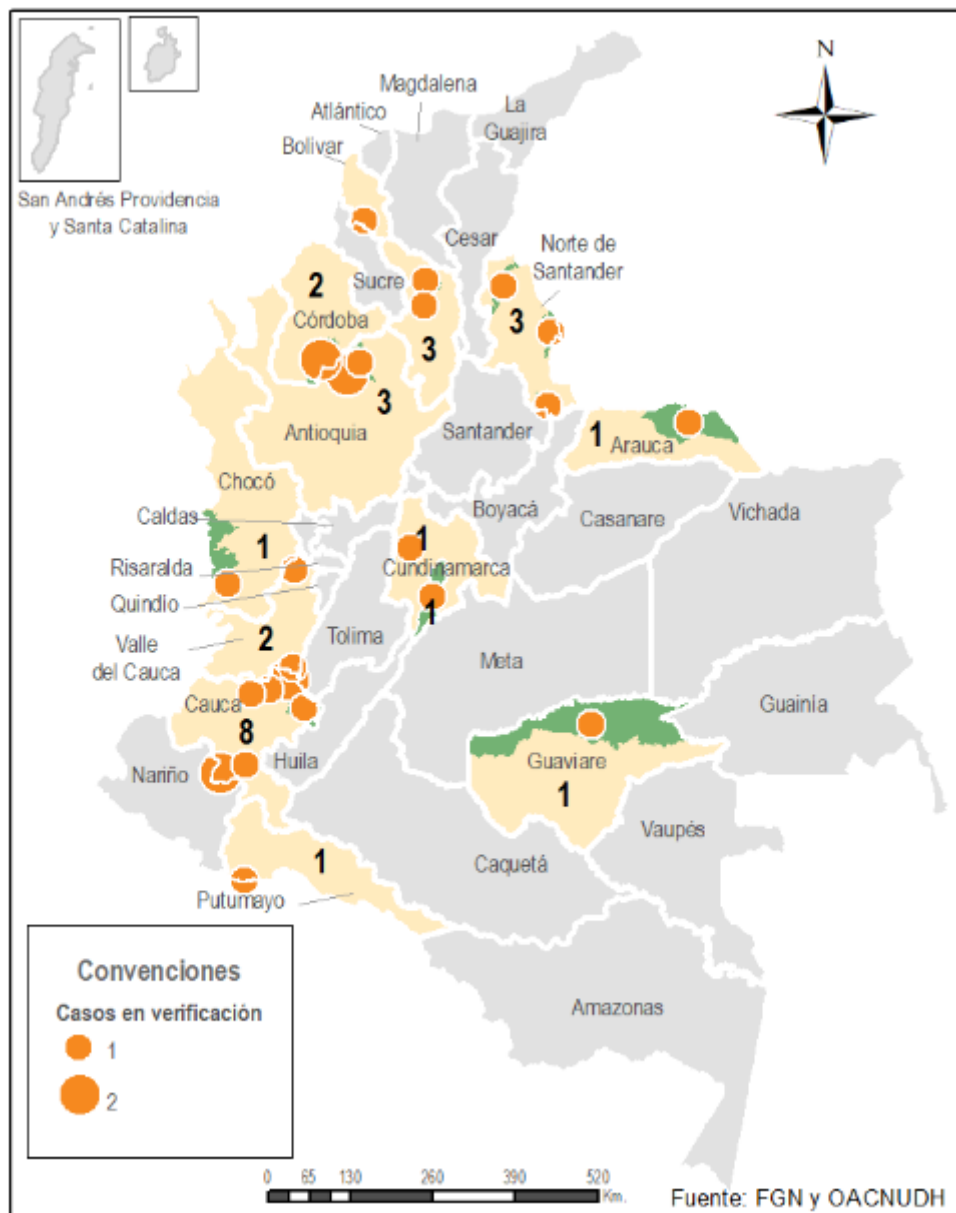 N
Magdalena
Atlántico
La
Guajira
Bolivar
San Andrés Providencia
y Santa Catalina
Cesar
Norte de
Santander
2
Sucre
Córdoba
3
3
3
Antioquia
Santander
1
Arauca
Chocó
Boyacá
Vichada
Caldas
Casanare
1
1
Risaralda
Cundinamarca
Quindío
1
Tolima
Valle
del Cauca
2
Meta
Cauca
Guainía
8
Huila
Nariño
Guaviare
1
Vaupés
1
Caquetá
Putumayo
Convenciones
Casos en verificación
1
2
Amazonas
0 65 130 260 390 520
Km.
Fuente: FGN y OACNUDH